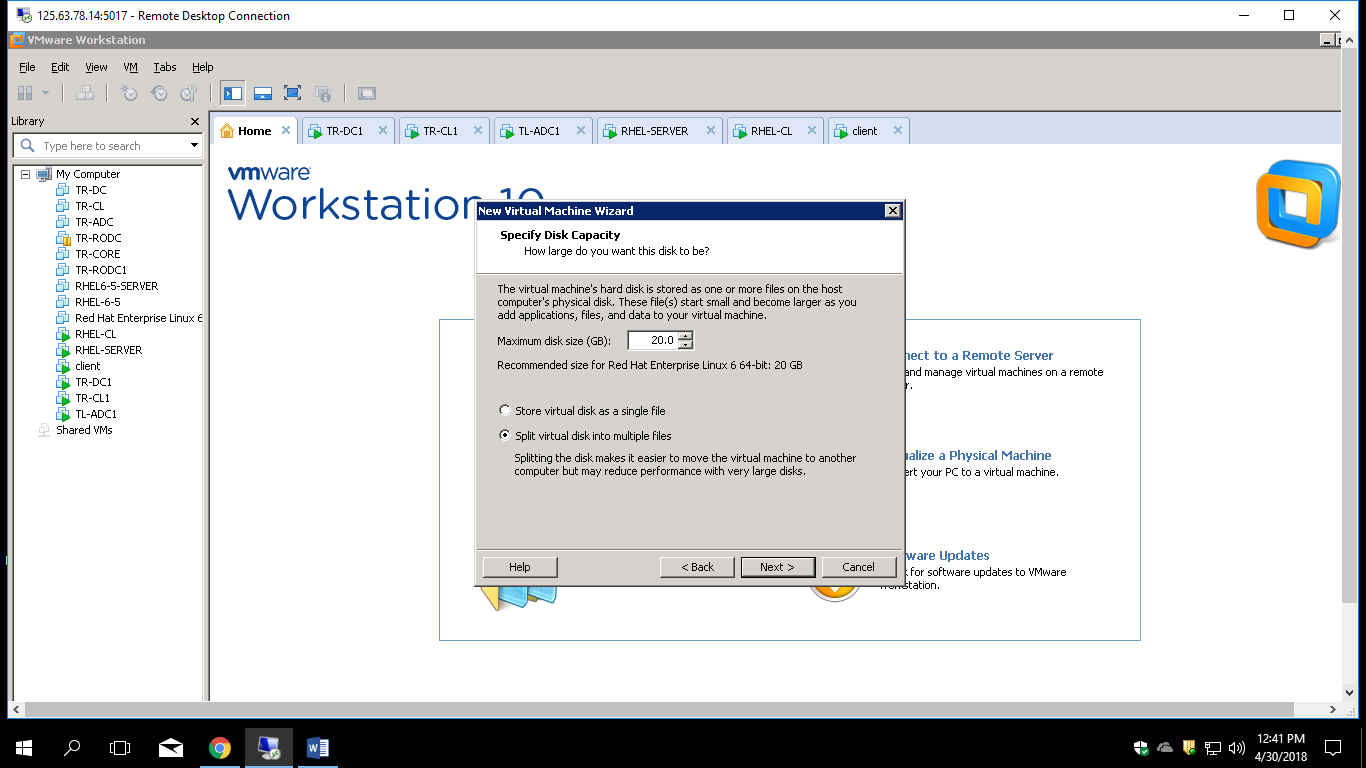 125.63.78.14:5017 - Remote Desktop Connection
VMware Workstation
File Edit View VM Tabs Help
Library
Type here to search
My Computer
TR-DC
TR-CL
TR-ADC
TR-RODC
TR-CORE
TR-RODC1
RHEL6-5-SERVER
RHEL-6-5
Red Hat Enterprise Linux 6
RHEL-CL
RHEL-SERVER
client
TR-DC1
TR-CL1
TL-ADC1
Shared VMs
Home TR-DC1 TR-CL1 TL-ADC1 RHEL-SERVER RHEL-CL client
vmware
Workstation 10
New Virtual Machine Wizard
Specify Disk Capacity
How large do you want this disk to be?
The virtual machine's hard disk is stored as one or more files on the host
computer's physical disk. These file(s) start small and become larger as you
add applications, files, and data to your virtual machine.
Maximum disk size (GB): 20.0
Recommended size for Red Hat Enterprise Linux 6 64-bit: 20 GB
Store virtual disk as a single file
Split virtual disk into multiple files
Splitting the disk makes it easier to move the virtual machine to another
computer but may reduce performance with very large disks.
Help < Back Next > Cancel
nect to a Remote Server
and manage virtual machines on a remote
r.
alize a Physical Machine
ert your PC to a virtual machine.
ware Updates
k for software updates to VMware
rkstation.
12:41 PM
4/30/2018